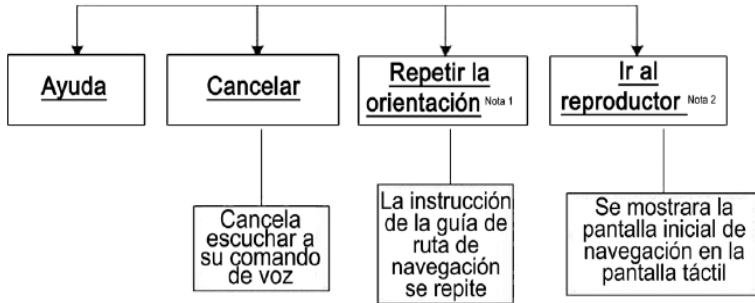 Ayuda
Cancelar
Repetir la
orientación Nota 1
Ir al
reproductor Nota 2
Cancela
escuchar a
su comando
de voz
La instrucción
de la guía de
ruta de
navegación
se repite
Se mostrara la
pantalla inicial de
navegación en la
pantalla táctil